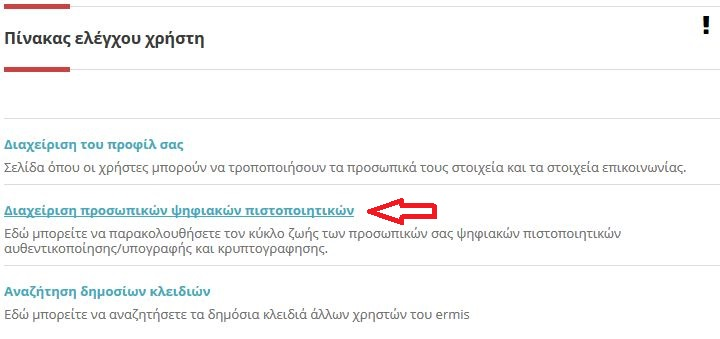 Πίνακας ελέγχου χρήστη
!
Διαχείριση του προφίλ σας
Σελίδα όπου οι χρήστες μπορούν να τροποποιήσουν τα προσωπικά τους στοιχεία και τα στοιχεία επικοινωνίας.
Διαχείριση προσωπικών ψηφιακών πιστοποιητικών
Εδώ μπορείτε να παρακολουθήσετε τον κύκλο ζωής των προσωπικών σας ψηφιακών πιστοποιητικών
αυθεντικοποίησης/υπογραφής και κρυπτογραφησης.
Αναζήτηση δημοσίων κλειδιών
Εδώ μπορείτε να αναζητήσετε τα δημόσια κλειδιά άλλων χρηστών του ermis